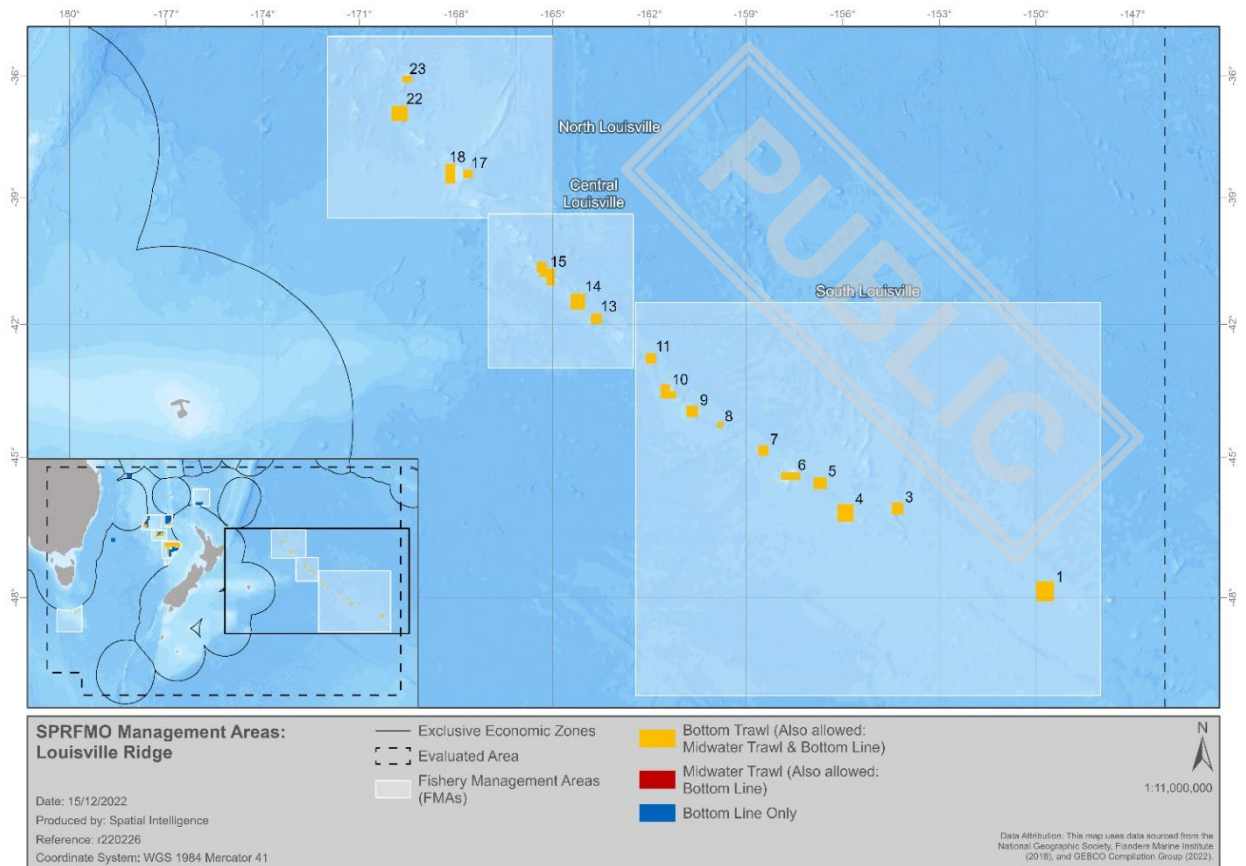 180° -177° -174° -171° -168° -165° -162° -159° -156° -153° -150° -147°
-36° -36°
23
22
North Louisville
18 17
-39° -39°
Central
Louisville
15
14
13
South Louisville
-42° -42°
11
10
9
8
7
-45° -45°
6
5
4
3
1
-48° -48°
PUBLIC
SPRFMO Management Areas:
Louisville Ridge
Date: 15/12/2022
Produced by: Spatial Intelligence
Reference: r220226
Coordinate System: WGS 1984 Mercator 41
Exclusive Economic Zones
Evaluated Area
Fishery Management Areas
(FMAs)
Bottom Trawl (Also allowed:
Midwater Trawl & Bottom Line)
Midwater Trawl (Also allowed:
Bottom Line)
Bottom Line Only
N
1:11,000,000
Data Attribution: This map uses data sourced from the
National Geographic Society, Flanders Marine Institute
(2018), and GEBCO Compilation Group (2022).